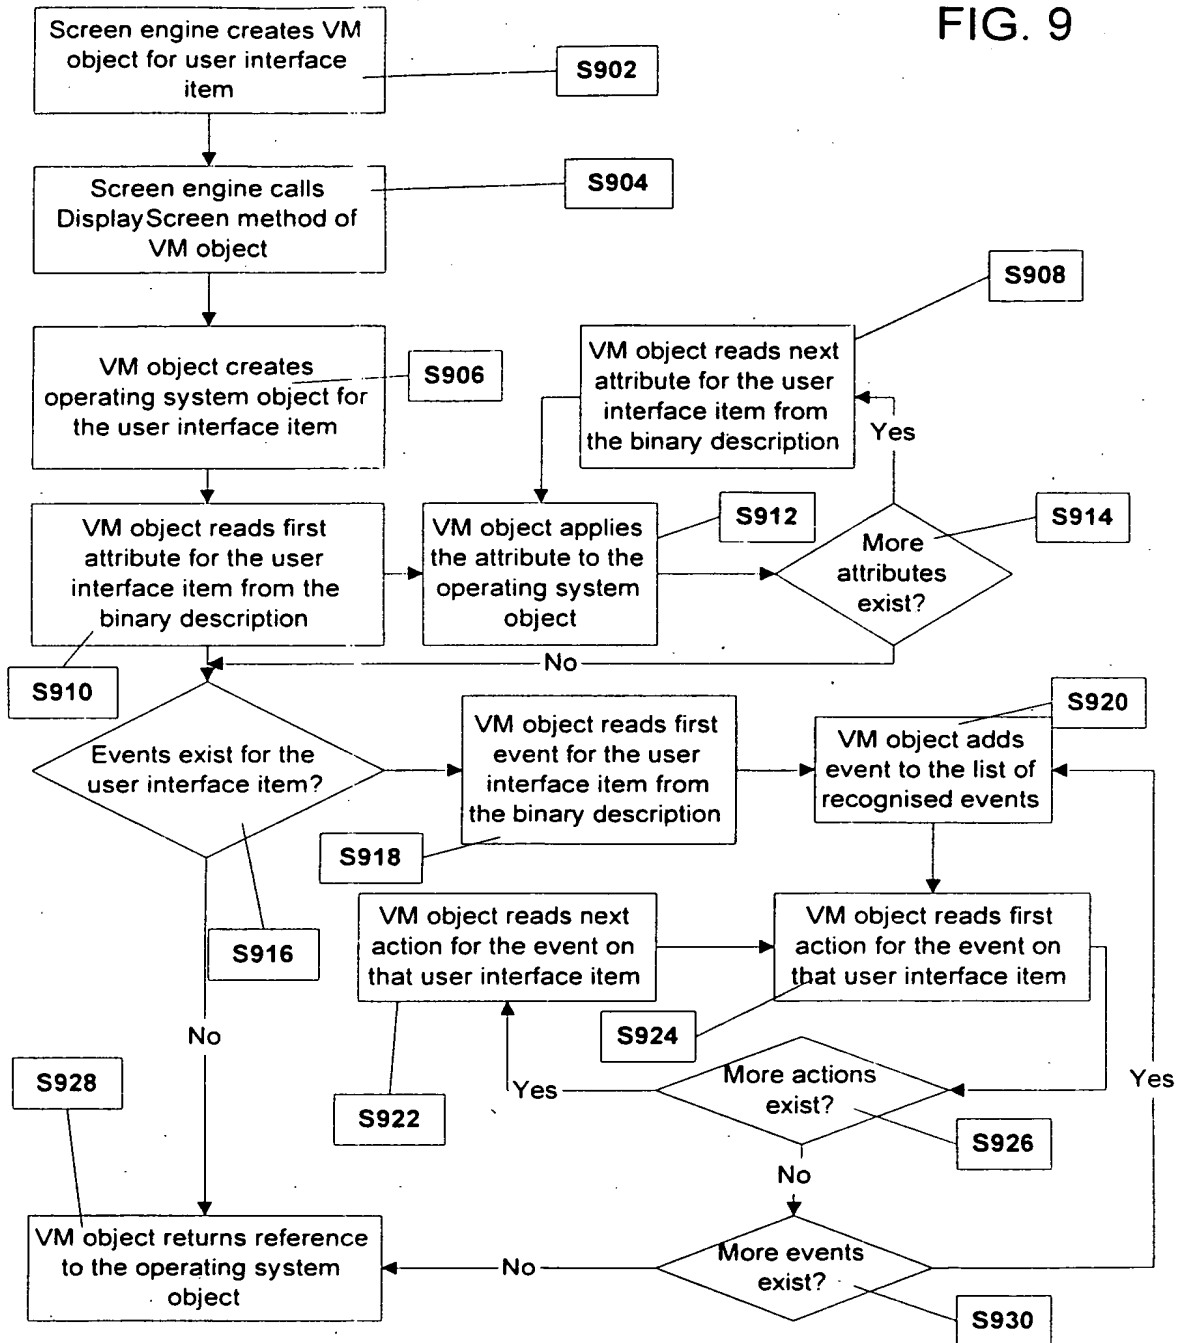 FIG. 9
Screen engine creates VM
object for user interface
item
S902
Screen engine calls
DisplayScreen method of
VM object
S904
S908
VM object creates
operating system object for
the user interface item
S906
VM object reads next
attribute for the user
interface item from
the binary description
Yes
VM object reads first
attribute for the user
interface item from the
binary description
S910
VM object applies
the attribute to the
operating system
object
S912
More
attributes
exist?
S914
No
Events exist for the
user interface item?
S916
VM object reads first
event for the user
interface item from
the binary description
S918
VM object adds
event to the list of
recognised events
S920
VM object reads next
action for the event on
that user interface item
S922
VM object reads first
action for the event on
that user interface item
S924
No
S928
Yes
More actions
exist?
S926
Yes
No
VM object returns reference
to the operating system
object
No
More events
exist?
S930